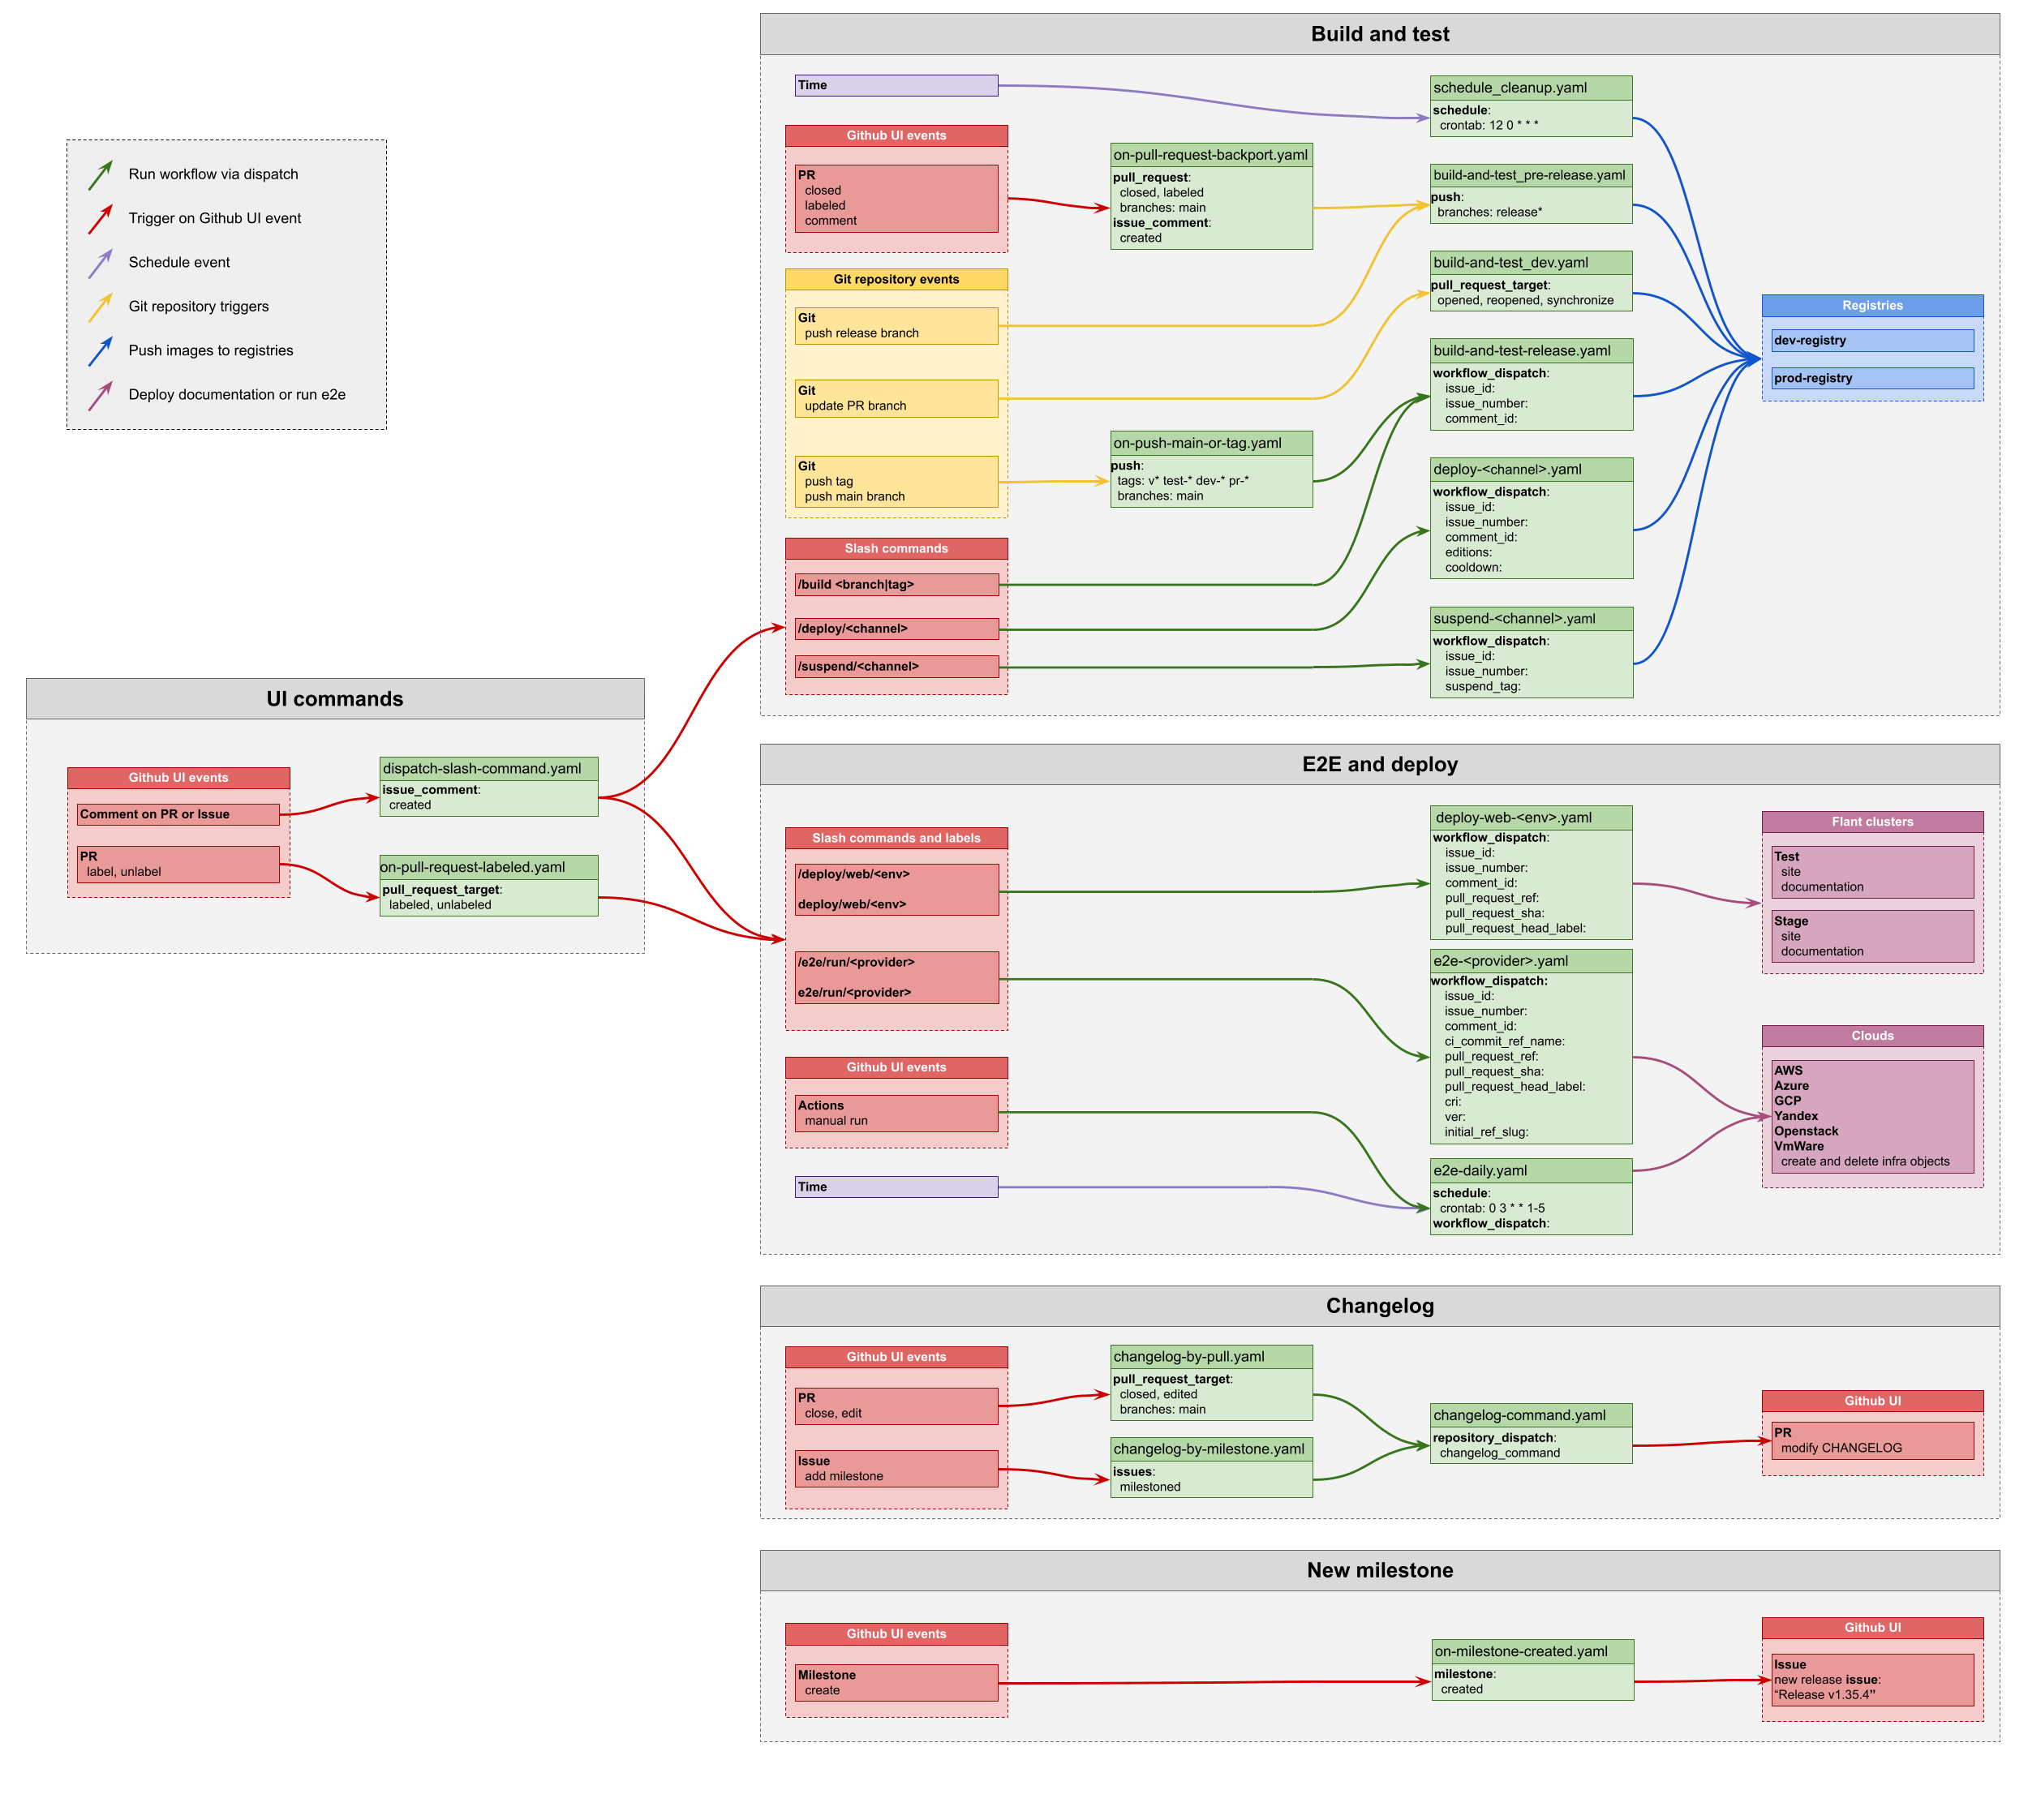 Run workflow via dispatch
Trigger on Github UI event
Schedule event
Git repository triggers
Push images to registries
Deploy documentation or run e2e
UI commands
Github UI events
Comment on PR or Issue
PR
label, unlabel
dispatch-slash-command.yaml
issue_comment:
created
on-pull-request-labeled.yaml
pull_request_target:
labeled, unlabeled
Build and test
Time
Github UI events
PR
closed
labeled
comment
Git repository events
Git
push release branch
Git
update PR branch
Git
push tag
push main branch
Slash commands
/build <branch|tag>
/deploy/<channel>
/suspend/<channel>
on-pull-request-backport.yaml
pull_request:
closed, labeled
branches: main
issue_comment:
created
on-push-main-or-tag.yaml
push:
tags: v* test-* dev-* pr-*
branches: main
schedule_cleanup.yaml
schedule:
crontab: 12 0 * * *
build-and-test_pre-release.yaml
push:
branches: release*
build-and-test_dev.yaml
pull_request_target:
opened, reopened, synchronize
build-and-test-release.yaml
workflow_dispatch:
issue_id:
issue_number:
comment_id:
deploy-<channel>.yaml
workflow_dispatch:
issue_id:
issue_number:
comment_id:
editions:
cooldown:
suspend-<channel>.yaml
workflow_dispatch:
issue_id:
issue_number:
suspend_tag:
Registries
dev-registry
prod-registry
E2E and deploy
Slash commands and labels
/deploy/web/<env>
deploy/web/<env>
/e2e/run/<provider>
e2e/run/<provider>
Github UI events
Actions
manual run
Time
deploy-web-<env>.yaml
workflow_dispatch:
issue_id:
issue_number:
comment_id:
pull_request_ref:
pull_request_sha:
pull_request_head_label:
e2e-<provider>.yaml
workflow_dispatch:
issue_id:
issue_number:
comment_id:
ci_commit_ref_name:
pull_request_ref:
pull_request_sha:
pull_request_head_label:
cri:
ver:
initial_ref_slug:
e2e-daily.yaml
schedule:
crontab: 0 3 * * 1-5
workflow_dispatch:
Flant clusters
Test
site
documentation
Stage
site
documentation
Clouds
AWS
Azure
GCP
Yandex
Openstack
VmWare
create and delete infra objects
Changelog
Github UI events
PR
close, edit
Issue
add milestone
changelog-by-pull.yaml
pull_request_target:
closed, edited
branches: main
changelog-by-milestone.yaml
issues:
milestoned
changelog-command.yaml
repository_dispatch:
changelog_command
Github UI
PR
modify CHANGELOG
New milestone
Github UI events
Milestone
create
on-milestone-created.yaml
milestone:
created
Github UI
Issue
new release issue:
“Release v1.35.4"